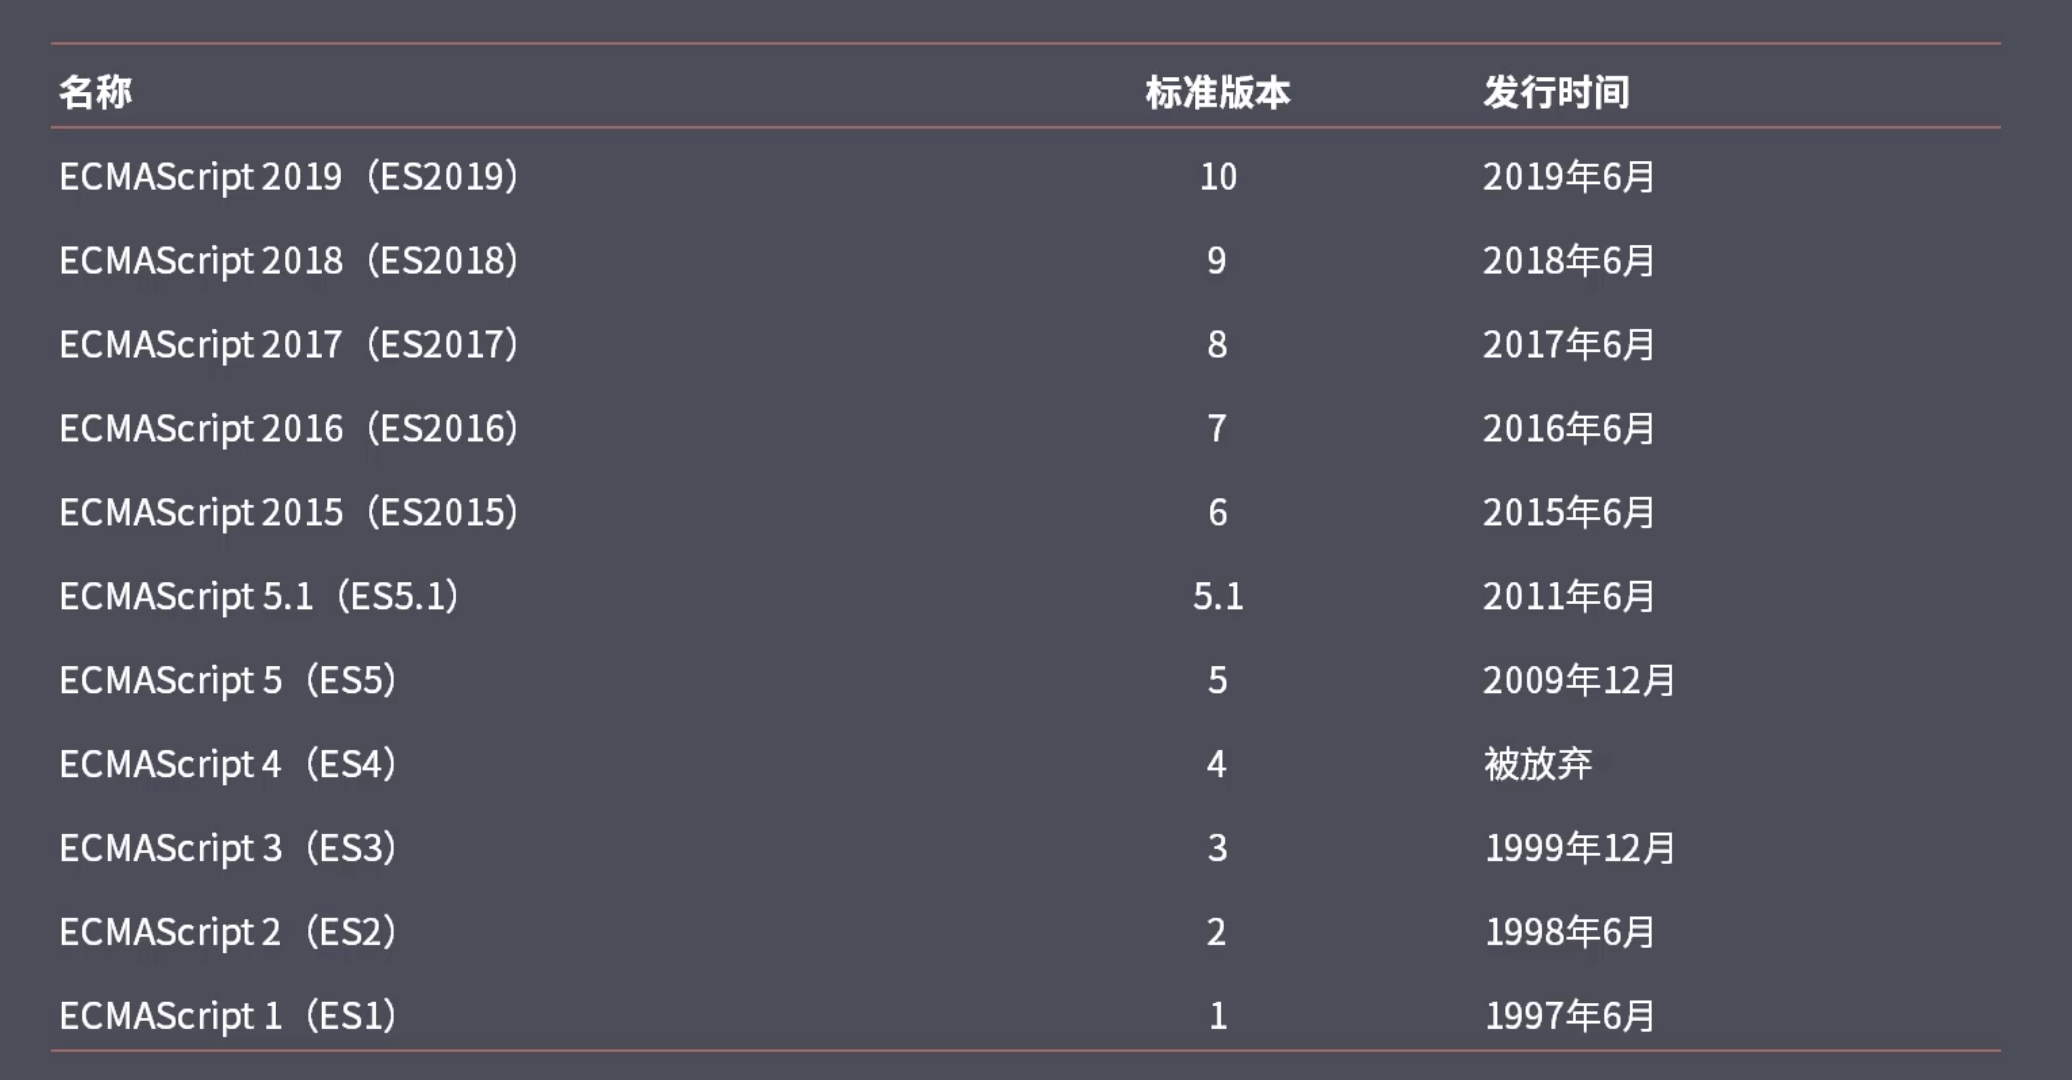 名称 标准版本 发行时间
ECMAScript 2019（ES2019） 10 2019年6月
ECMAScript 2018（ES2018） 9 2018年6月
ECMAScript 2017（ES2017） 8 2017年6月
ECMAScript 2016（ES2016） 7 2016年6月
ECMAScript 2015（ES2015） 6 2015年6月
ECMAScript 5.1（ES5.1） 5.1 2011年6月
ECMAScript 5（ES5） 5 2009年12月
ECMAScript 4（ES4） 4 被放弃
ECMAScript 3（ES3） 3 1999年12月
ECMAScript 2（ES2） 2 1998年6月
ECMAScript 1（ES1） 1 1997年6月